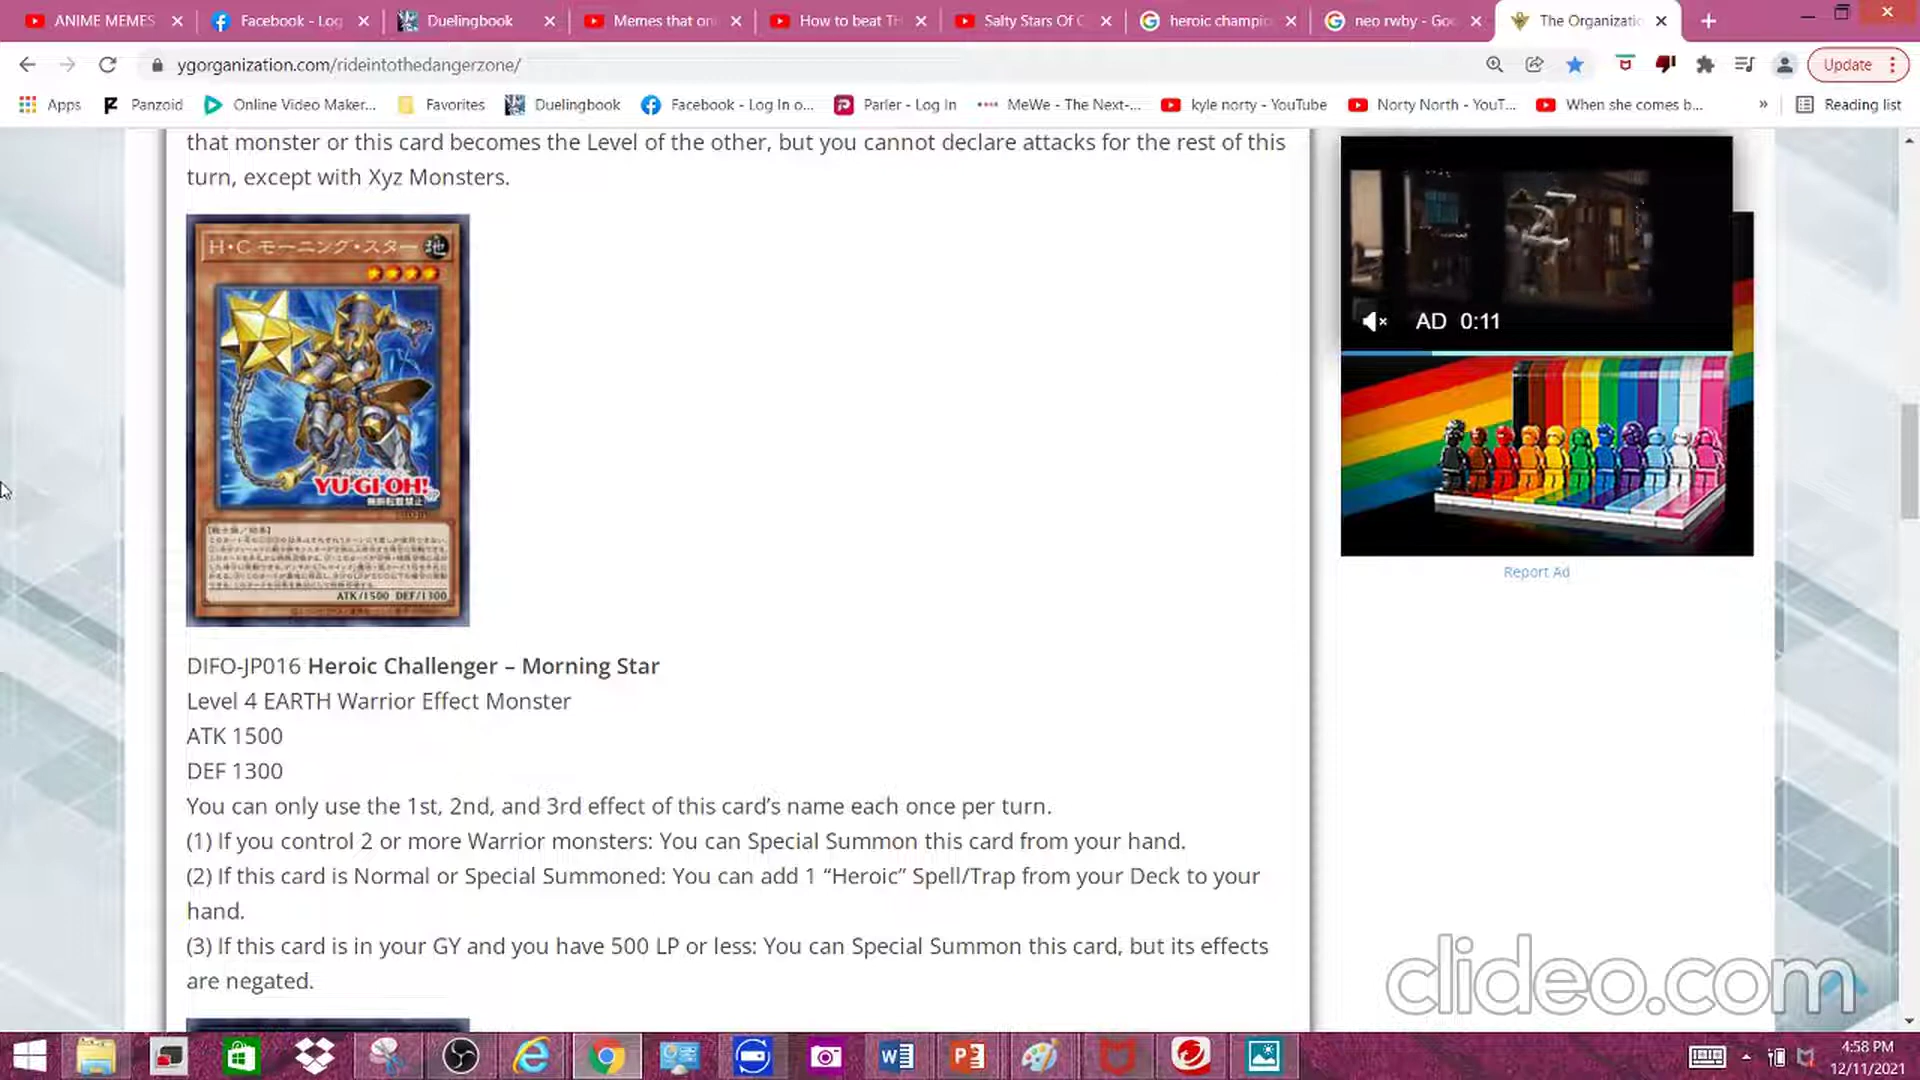 ANIME MEMES
Facebook - Log
Duelingbook
Memes that on
How to beat TH
Salty Stars Of C
heroic champio
neo rwby - Goo
The Organizatio
ygorganization.com/rideintothedangerzone/
Update
Apps
Panzoid
Online Video Maker...
Favorites
Duelingbook
Facebook - Log In o...
Parler - Log In
MeWe - The Next-...
kyle norty - YouTube
Norty North - YouT...
When she comes b...
»
Reading list
that monster or this card becomes the Level of the other, but you cannot declare attacks for the rest of this
turn, except with Xyz Monsters.
H・C モーニング・スター 地
YU-GI-OH!
無断転載禁止
ATK/1500 DEF/1300
AD 0:11
Report Ad
DIFO-JP016 Heroic Challenger – Morning Star
Level 4 EARTH Warrior Effect Monster
ATK 1500
DEF 1300
You can only use the 1st, 2nd, and 3rd effect of this card’s name each once per turn.
(1) If you control 2 or more Warrior monsters: You can Special Summon this card from your hand.
(2) If this card is Normal or Special Summoned: You can add 1 “Heroic” Spell/Trap from your Deck to your
hand.
(3) If this card is in your GY and you have 500 LP or less: You can Special Summon this card, but its effects
are negated.
clideo.com
4:58 PM
12/11/2021